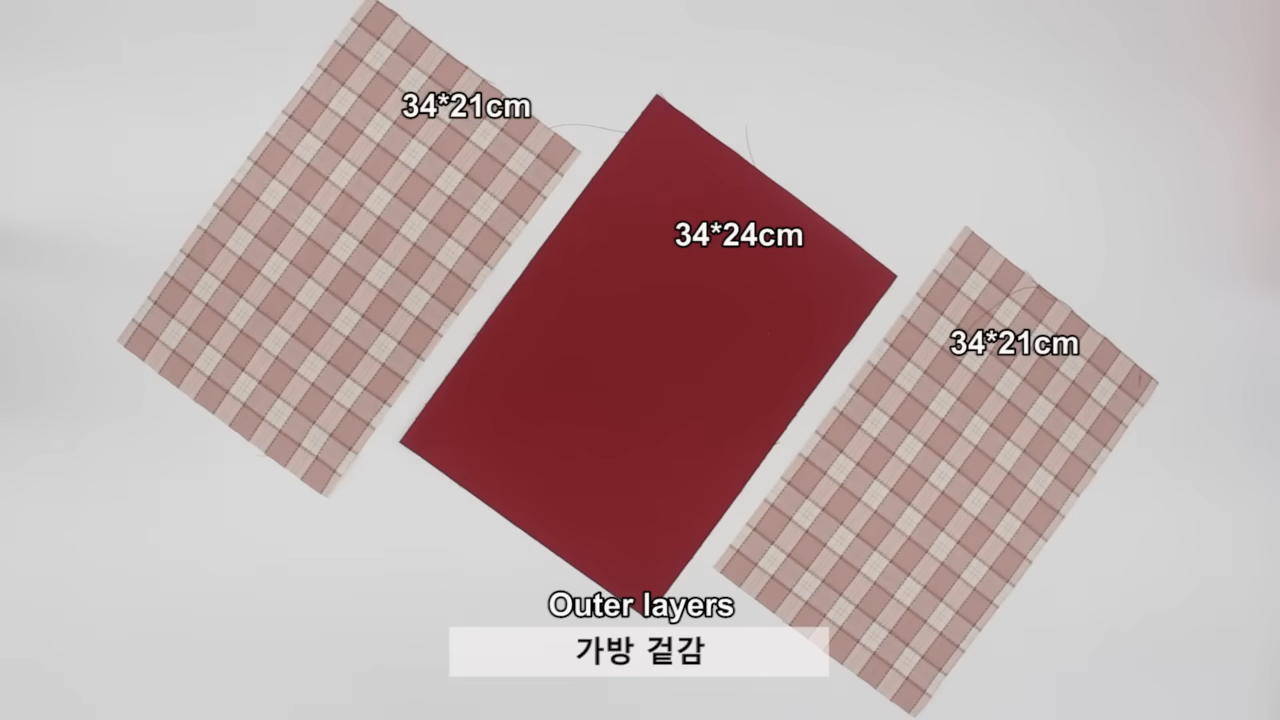 34*21cm
34*24cm
34*21cm
Outer layers
가방 겉감